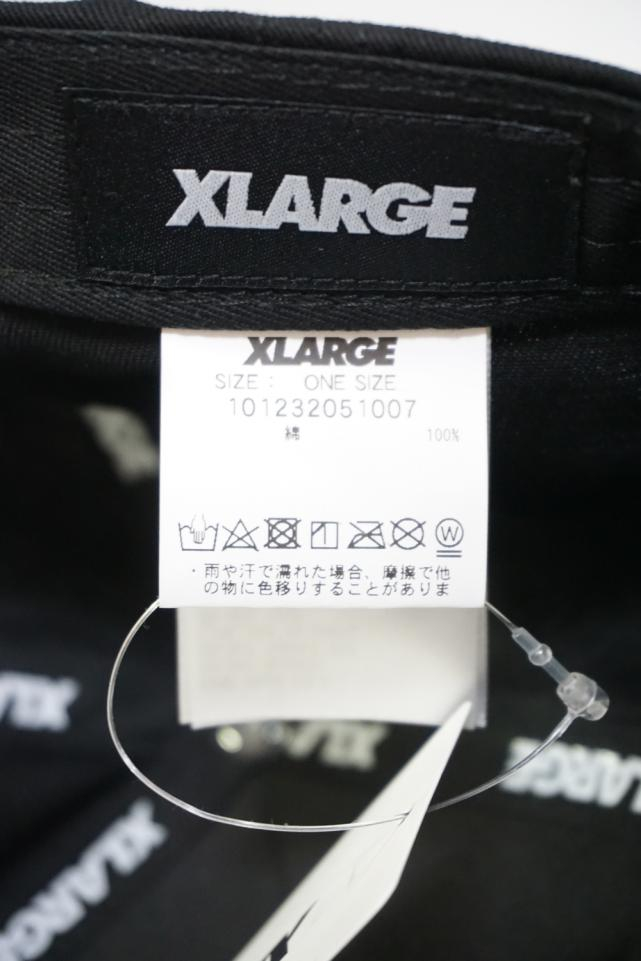 XLARGE
XLARGE
SIZE : ONE SIZE
101232051007
綿 100%
W
・雨や汗で濡れた場合、摩擦で他
の物に色移りすることがありま
XLARGE